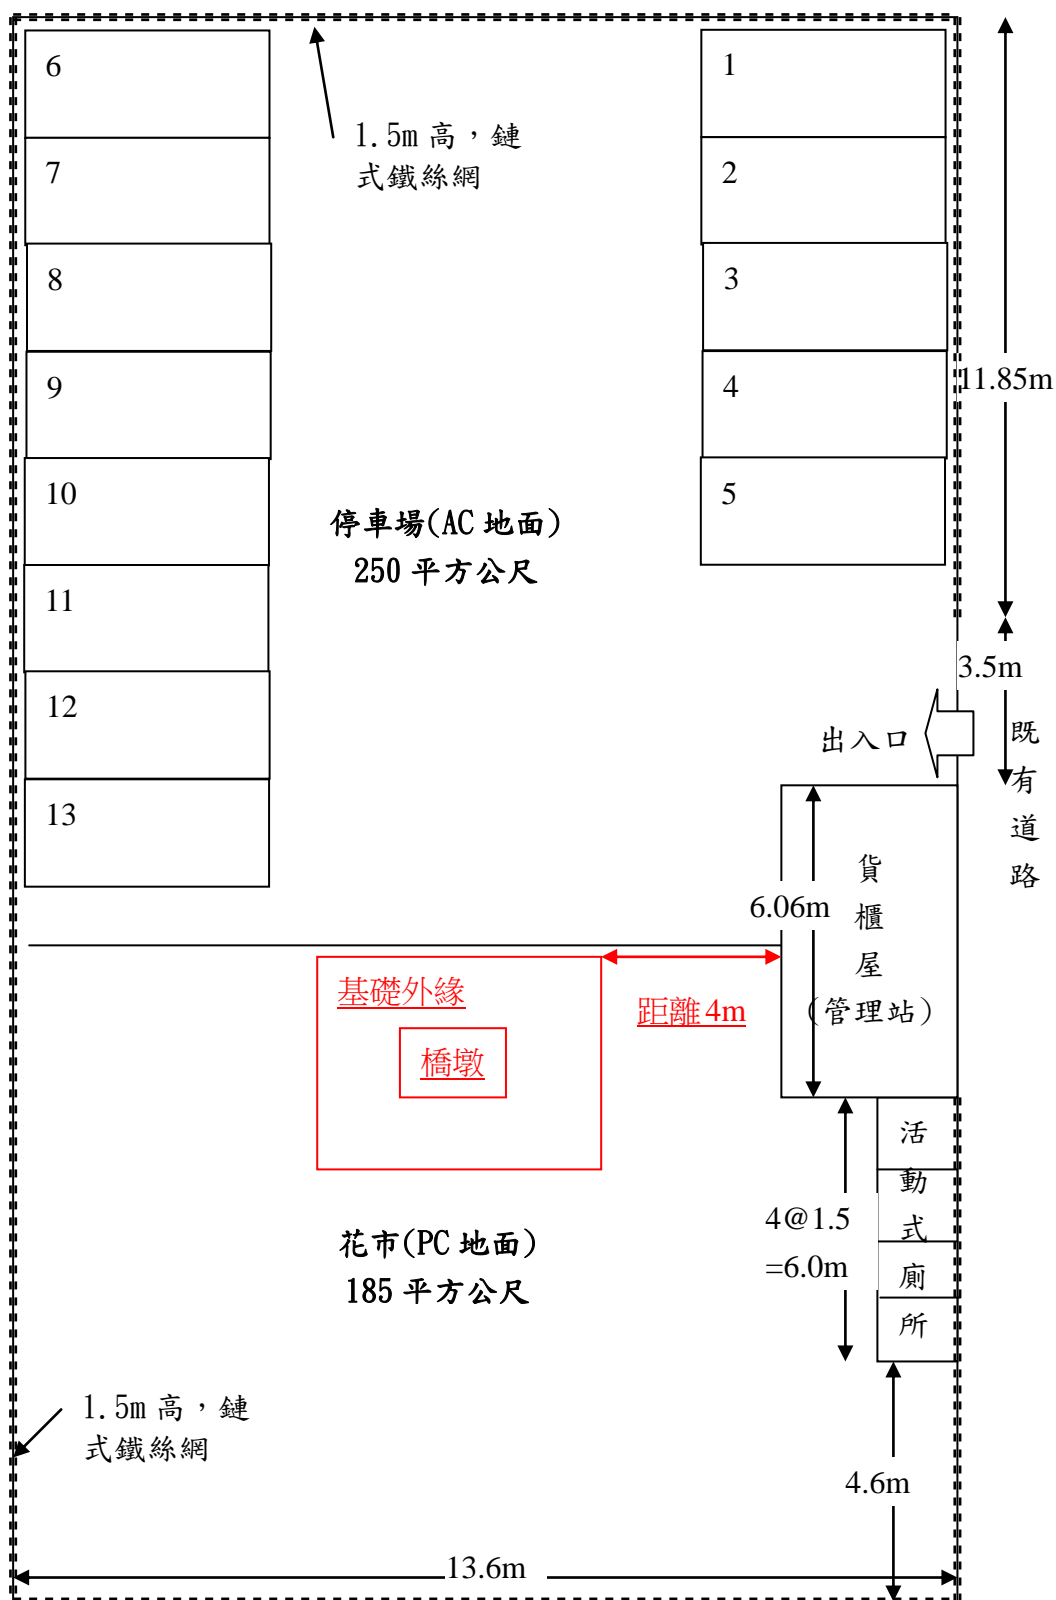 6
1
1.5m 高，鏈
式鐵絲網
7
2
8
3
9
4
11.85m
10
5
停車場(AC 地面)
250 平方公尺
11
3.5m
12
出入口
既有道路
13
貨櫃屋
(管理站)
6.06m
基礎外緣
距離 4m
橋墩
活動式廁所
4@1.5
=6.0m
花市(PC 地面)
185 平方公尺
1.5m 高，鏈
式鐵絲網
4.6m
13.6m